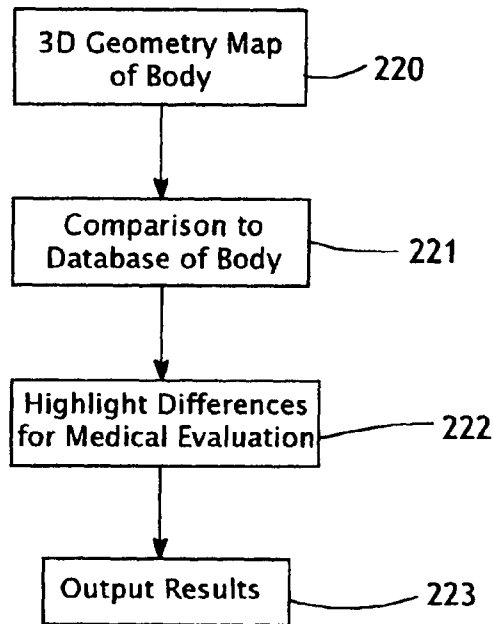 3D Geometry Map
of Body
220
Comparison to
Database of Body
221
Highlight Differences
for Medical Evaluation
222
Output Results
223